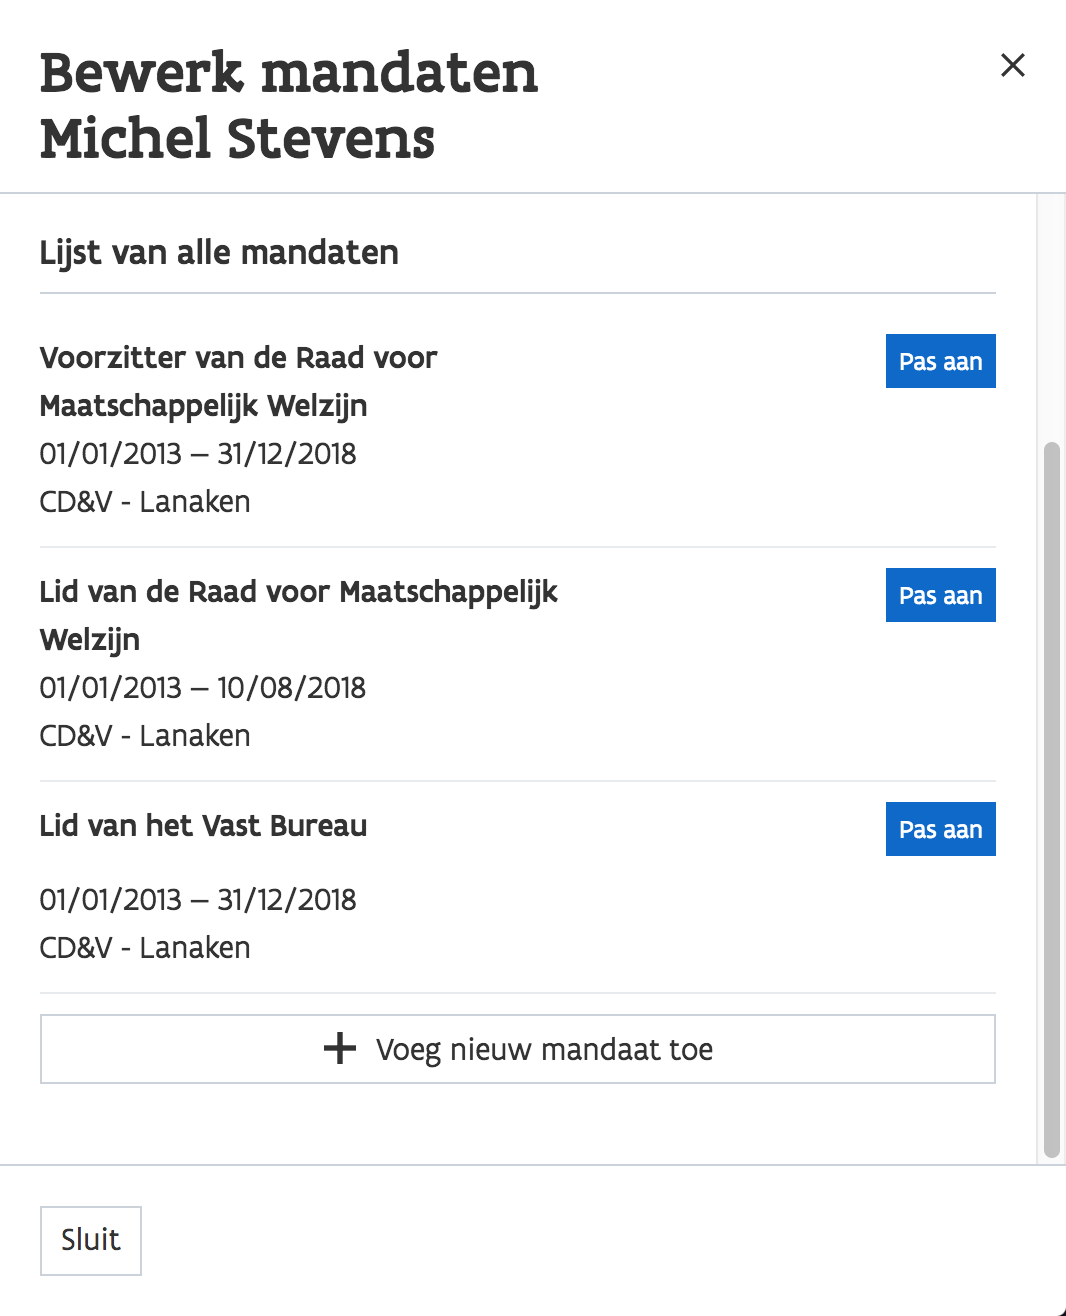 Bewerk mandaten
Michel Stevens
Lijst van alle mandaten
Voorzitter van de Raad voor
Maatschappelijk Welzijn
01/01/2013 – 31/12/2018
CD&V - Lanaken
Pas aan
Lid van de Raad voor Maatschappelijk
Welzijn
01/01/2013 – 10/08/2018
CD&V - Lanaken
Pas aan
Lid van het Vast Bureau
01/01/2013 – 31/12/2018
CD&V - Lanaken
Pas aan
Voeg nieuw mandaat toe
Sluit